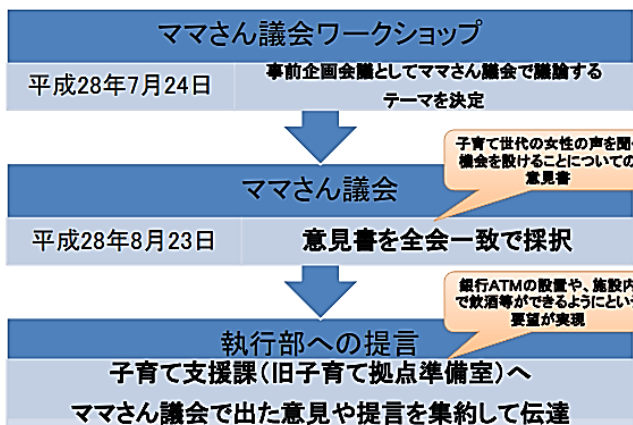 ママさん議会ワークショップ
平成28年7月24日
事前企画会議としてママさん議会で議論する
テーマを決定
子育て世代の女性の声を聞く
機会を設けることについての
意見書
ママさん議会
平成28年8月23日
意見書を全会一致で採択
銀行ATMの設置や、施設内
で飲酒等ができるようにという
要望が実現
執行部への提言
子育て支援課(旧子育て拠点準備室)へ
ママさん議会で出た意見や提言を集約して伝達